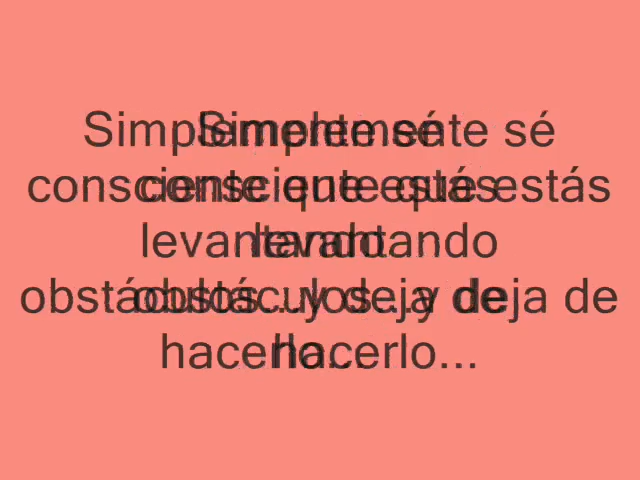 Simplemente sé
consciente que estás
levantando
obstáculos... y deja de
hacerlo...